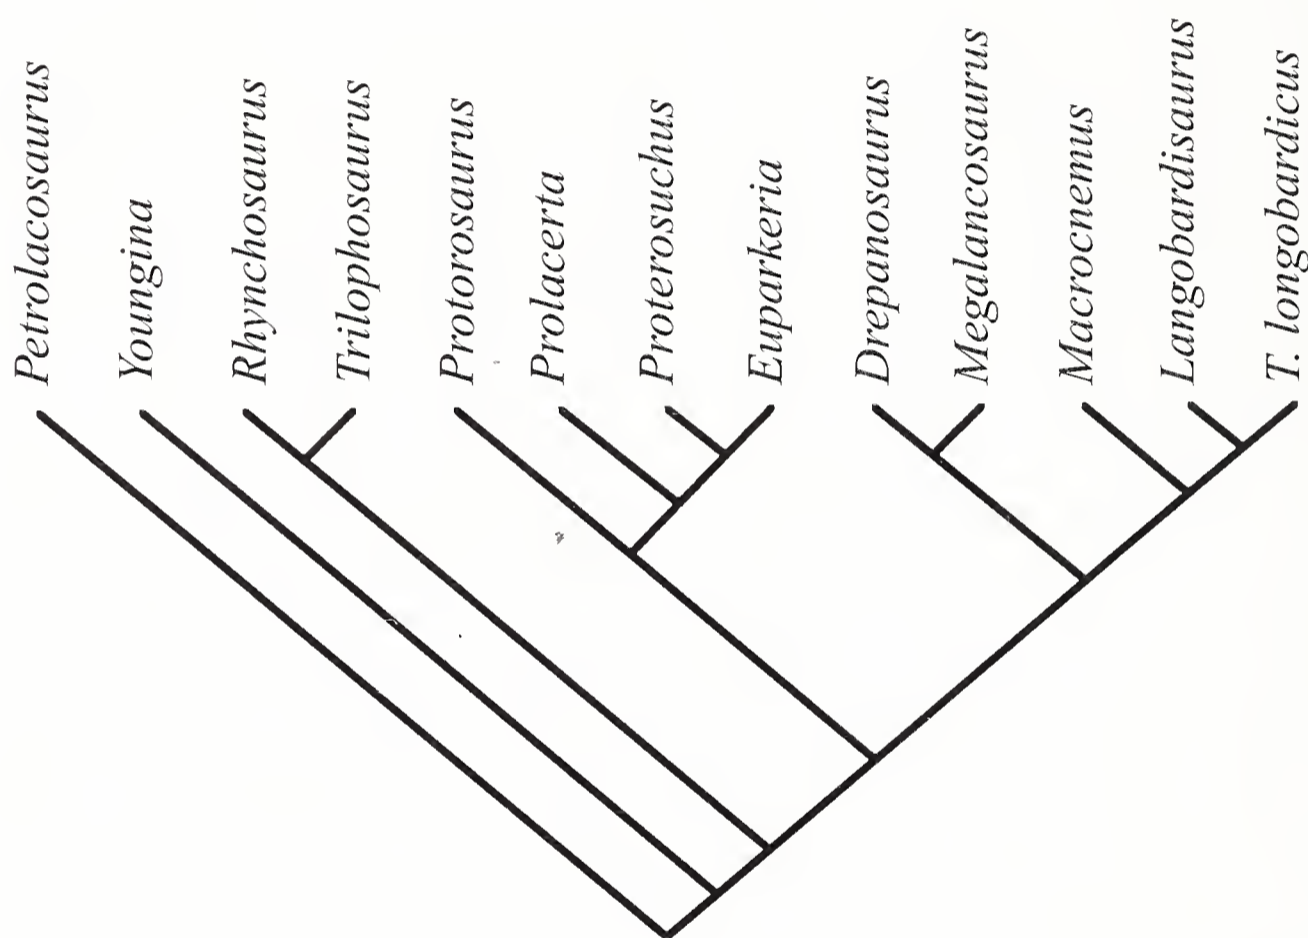 Petrolacosaurus
Youngina
Rhynchosaurus
Trilophosaurus
Protorosaurus
Prolacerta
Proterosuchus
Euparkeria
Drepanosaurus
Megalancosaurus
Macrocnemus
Langobardisaurus
T. longobardicus